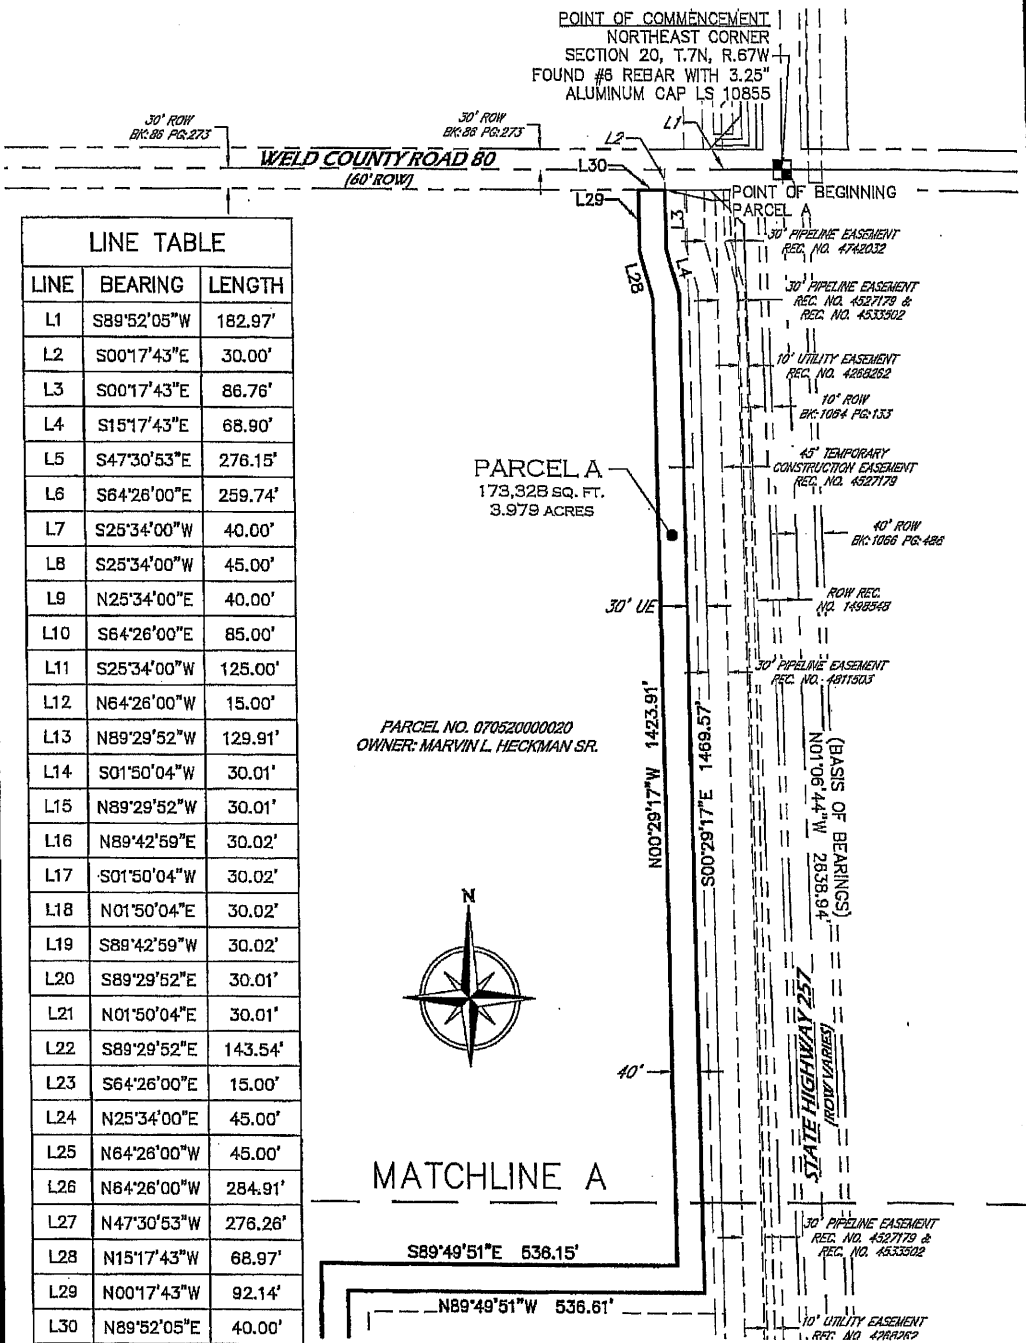 POINT OF COMMENCEMENT
NORTHEAST CORNER
SECTION 20, T.7N, R.67W
FOUND #6 REBAR WITH 3.25"
ALUMINUM CAP LS 10855
30' ROW
BK:86 PG:273
30' ROW
BK:86 PG:273
L1
L2
WELD COUNTY ROAD 80
(60' ROW)
L30
L29
POINT OF BEGINNING
PARCEL A
L3
L4
L28
30' PIPELINE EASEMENT
REC. NO. 4742032
30' PIPELINE EASEMENT
REC. NO. 4527179 &
REC. NO. 4533502
10' UTILITY EASEMENT
REC. NO. 4268262
10' ROW
BK:1064 PG:133
45' TEMPORARY
CONSTRUCTION EASEMENT
REC. NO. 4527179
40' ROW
BK:1066 PG:486
ROW REC.
NO. 1498548
30' PIPELINE EASEMENT
REC. NO. 4811503
LINE TABLE
LINE BEARING LENGTH
L1 S89°52'05"W 182.97'
L2 S00°17'43"E 30.00'
L3 S00°17'43"E 86.76'
L4 S15°17'43"E 68.90'
L5 S47°30'53"E 276.15'
L6 S64°26'00"E 259.74'
L7 S25°34'00"W 40.00'
L8 S25°34'00"W 45.00'
L9 N25°34'00"E 40.00'
L10 S64°26'00"E 85.00'
L11 S25°34'00"W 125.00'
L12 N64°26'00"W 15.00'
L13 N89°29'52"W 129.91'
L14 S01°50'04"W 30.01'
L15 N89°29'52"W 30.01'
L16 N89°42'59"E 30.02'
L17 S01°50'04"W 30.02'
L18 N01°50'04"E 30.02'
L19 S89°42'59"W 30.02'
L20 S89°29'52"E 30.01'
L21 N01°50'04"E 30.01'
L22 S89°29'52"E 143.54'
L23 S64°26'00"E 15.00'
L24 N25°34'00"E 45.00'
L25 N64°26'00"W 45.00'
L26 N64°26'00"W 284.91'
L27 N47°30'53"W 276.26'
L28 N15°17'43"W 68.97'
L29 N00°17'43"W 92.14'
L30 N89°52'05"E 40.00'
PARCEL A
173,328 SQ. FT.
3.979 ACRES
30' UE
PARCEL NO. 070520000020
OWNER: MARVIN L. HECKMAN SR.
N00°29'17"W 1423.91'
S00°29'17"E 1469.57'
(BASIS OF BEARINGS)
N01°06'44"W 2638.94'
N
40'
STATE HIGHWAY 257
(ROW VARIES)
MATCHLINE A
S89°49'51"E 536.15'
N89°49'51"W 536.61'
30' PIPELINE EASEMENT
REC. NO. 4527179 &
REC. NO. 4533502
10' UTILITY EASEMENT
REC. NO. 4268262